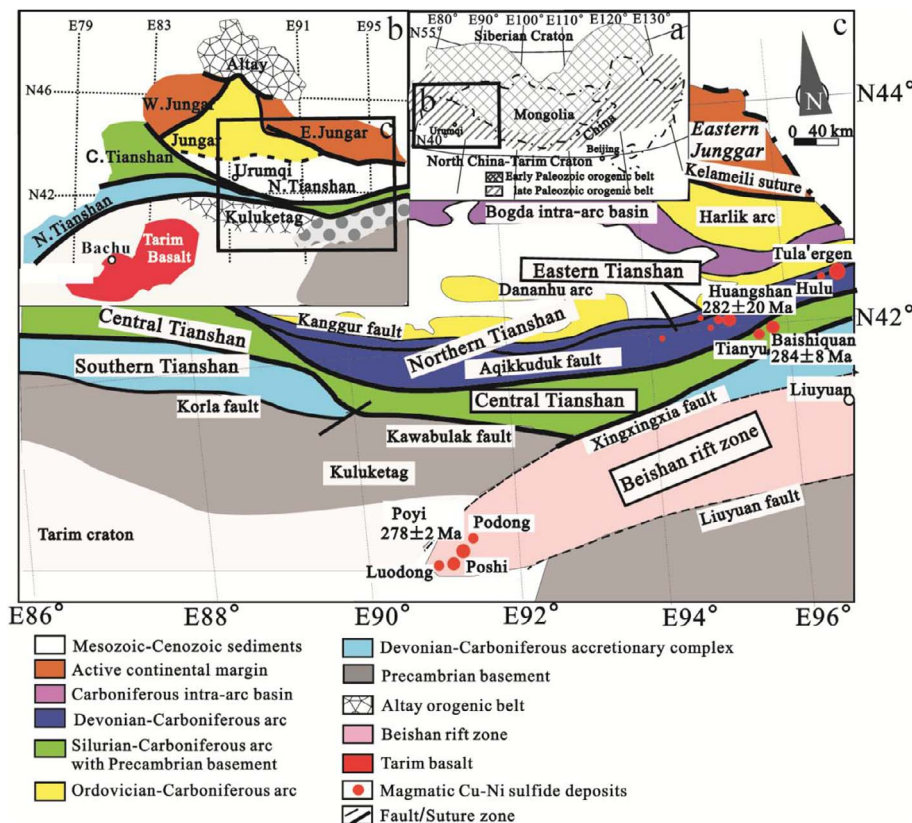 E79
E83
E91
E95
b
Altay
N46
W.Jungar
Jungar
E.Jungar
c
C.Tianshan
Urumqi
N.Tianshan
N42
N.Tianshan
Kuluketag
Bachu
Tarim
Basalt
E80°
E90°
E100°
E110°
E120°
E130°
N55°
Siberian Craton
a
b
Mongolia
Urumqi
China
N40
Beijing
North China-Tarim Craton
Early Paleozoic orogenic belt
late Paleozoic orogenic belt
c
N
0 40 km
N44°
Eastern
Junggar
Kelameili suture
Bogda intra-arc basin
Harlik arc
Tula'ergen
Eastern Tianshan
Dananhu arc
Huangshan
282±20 Ma
Hulu
N42°
Kanggur fault
Northern Tianshan
Central Tianshan
Aqikkuduk fault
Tianyu
Baishiquan
284±8 Ma
Southern Tianshan
Central Tianshan
Liuyuan
Korla fault
Xingxingxia fault
Kawabulak fault
Beishan rift zone
Kuluketag
Liuyuan fault
Poyi
278±2 Ma
Podong
Tarim craton
Luodong
Poshi
E86°
E88°
E90°
E92°
E94°
E96°
Mesozoic-Cenozoic sediments
Active continental margin
Carboniferous intra-arc basin
Devonian-Carboniferous arc
Silurian-Carboniferous arc
with Precambrian basement
Ordovician-Carboniferous arc
Devonian-Carboniferous accretionary complex
Precambrian basement
Altay orogenic belt
Beishan rift zone
Tarim basalt
Magmatic Cu-Ni sulfide deposits
Fault/Suture zone